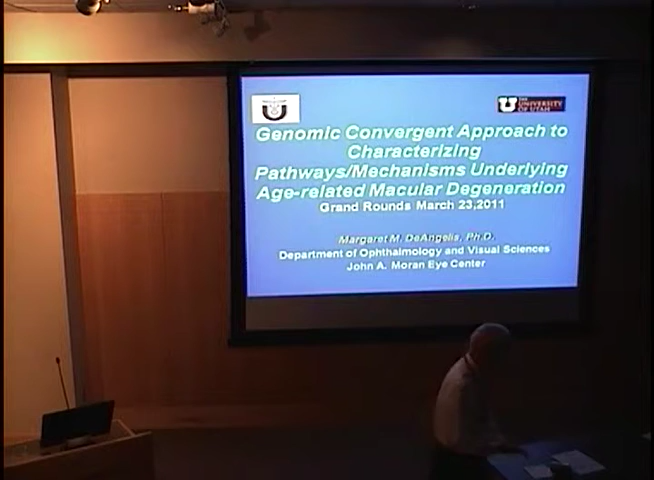 THE
UNIVERSITY
OF UTAH
Genomic Convergent Approach to
Characterizing
Pathways/Mechanisms Underlying
Age-related Macular Degeneration
Grand Rounds March 23,2011
Margaret M. DeAngelis, Ph.D.
Department of Ophthalmology and Visual Sciences
John A. Moran Eye Center